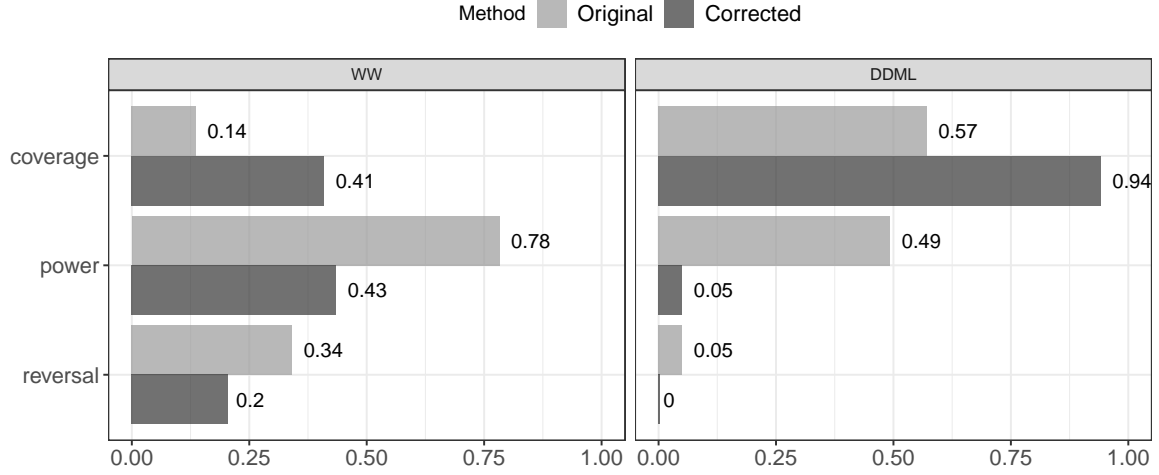 Method Original Corrected
WW DDML
coverage 0.14 0.57
0.41 0.94
power 0.78 0.49
0.43 0.05
reversal 0.34 0.05
0.2 0
0.00 0.25 0.50 0.75 1.00 0.00 0.25 0.50 0.75 1.00